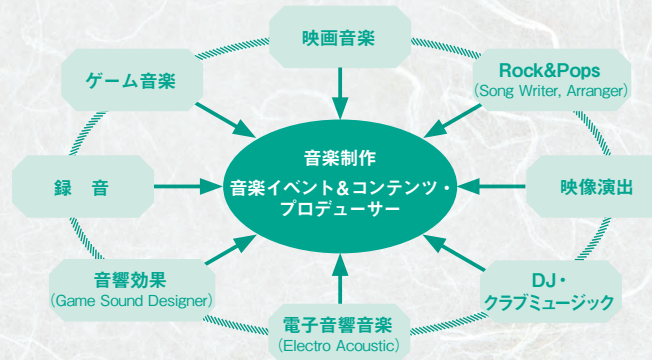 映画音楽
ゲーム音楽
Rock&Pops
(Song Writer, Arranger)
音楽制作
音楽イベント&コンテンツ・
プロデューサー
録 音
映像演出
音響効果
(Game Sound Designer)
DJ・
クラブミュージック
電子音響音楽
(Electro Acoustic)